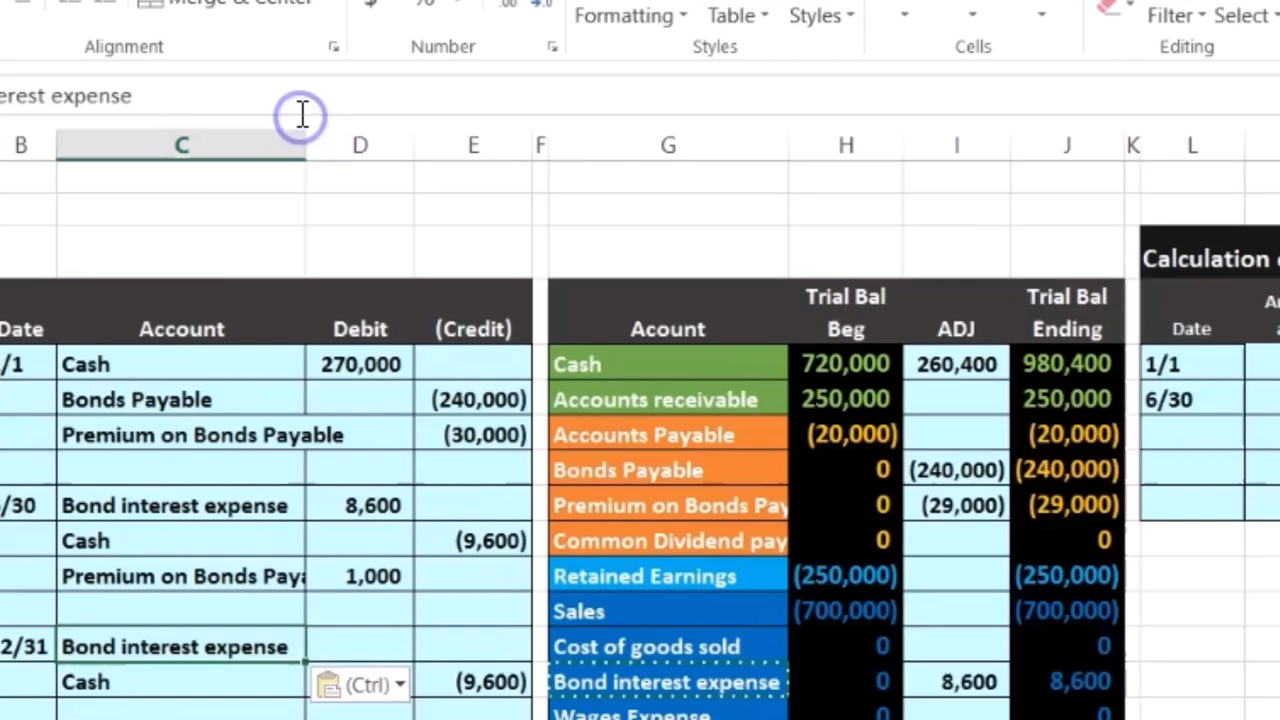 Merge & Center $ % .00
Formatting Table Styles Filter Select
Alignment Number Styles Cells Editing
erest expense
B C D E F G H I J K L
Calculation
Trial Bal Trial Bal
Date Account Debit (Credit) Acount Beg ADJ Ending Date
/1 Cash 270,000 Cash 720,000 260,400 980,400 1/1
Bonds Payable (240,000) Accounts receivable 250,000 250,000 6/30
Premium on Bonds Payable (30,000) Accounts Payable (20,000) (20,000)
Bonds Payable 0 (240,000) (240,000)
/30 Bond interest expense 8,600 Premium on Bonds Pay 0 (29,000) (29,000)
Cash (9,600) Common Dividend pay 0 0
Premium on Bonds Paya 1,000 Retained Earnings (250,000) (250,000)
Sales (700,000) (700,000)
2/31 Bond interest expense Cost of goods sold 0 0
Cash (Ctrl) (9,600) Bond interest expense 0 8,600 8,600
Wages Expense